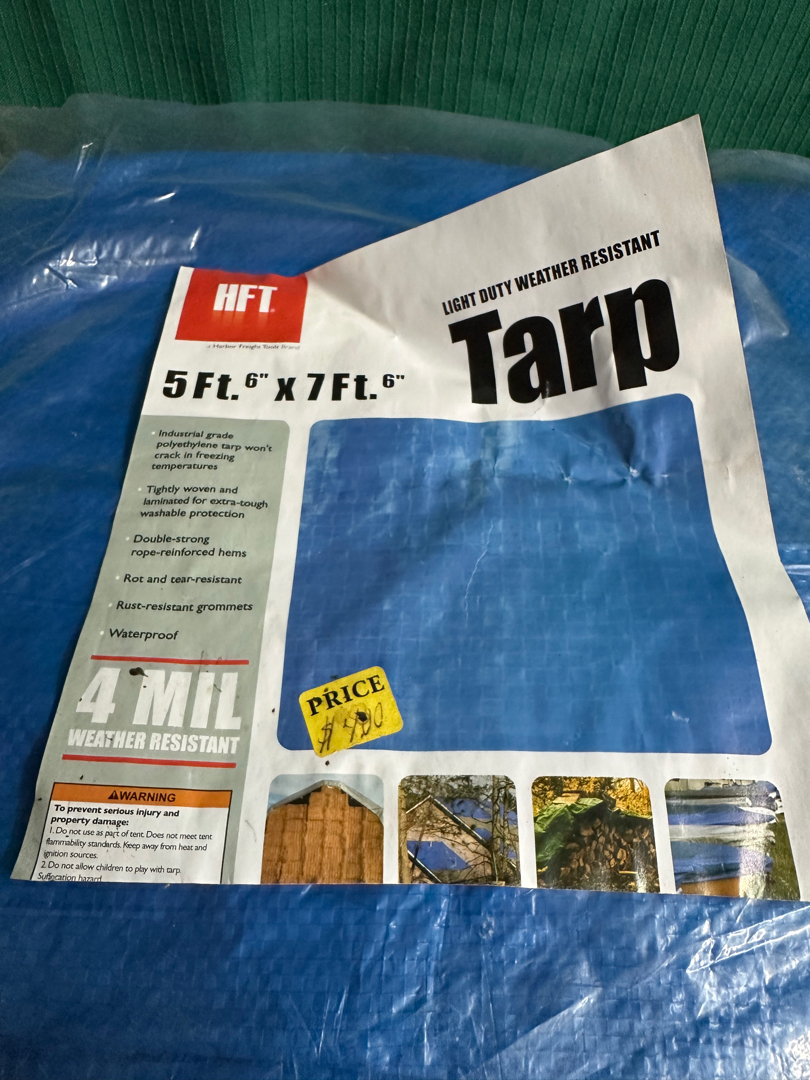 HFT
a Harbor Freight Tools Brand
LIGHT DUTY WEATHER RESISTANT
Tarp
5 Ft. 6" x 7 Ft. 6"
• Industrial grade
polyethylene tarp won't
crack in freezing
temperatures
• Tightly woven and
laminated for extra-tough
washable protection
• Double-strong
rope-reinforced hems
• Rot and tear-resistant
• Rust-resistant grommets
• Waterproof
4 MIL
WEATHER RESISTANT
PRICE
$ 4.00
WARNING
To prevent serious injury and
property damage:
1. Do not use as part of tent. Does not meet tent
flammability standards. Keep away from heat and
ignition sources.
2. Do not allow children to play with tarp.
Suffocation hazard.